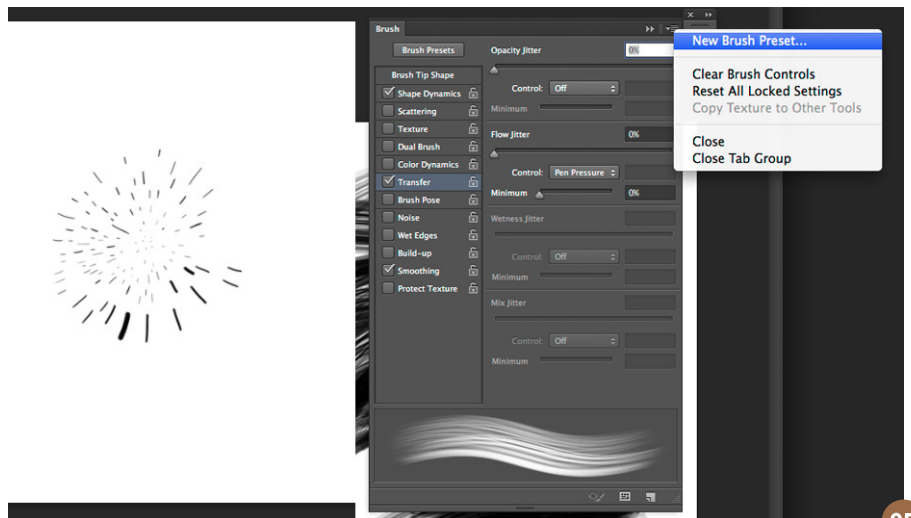 Brush
Brush Presets
Brush Tip Shape
Shape Dynamics
Scattering
Texture
Dual Brush
Color Dynamics
Transfer
Brush Pose
Noise
Wet Edges
Build-up
Smoothing
Protect Texture
Opacity Jitter 0%
Control: Off
Minimum
Flow Jitter 0%
Control: Pen Pressure
Minimum 0%
Wetness Jitter
Control: Off
Minimum
Mix Jitter
Control: Off
Minimum
New Brush Preset...
Clear Brush Controls
Reset All Locked Settings
Copy Texture to Other Tools
Close
Close Tab Group